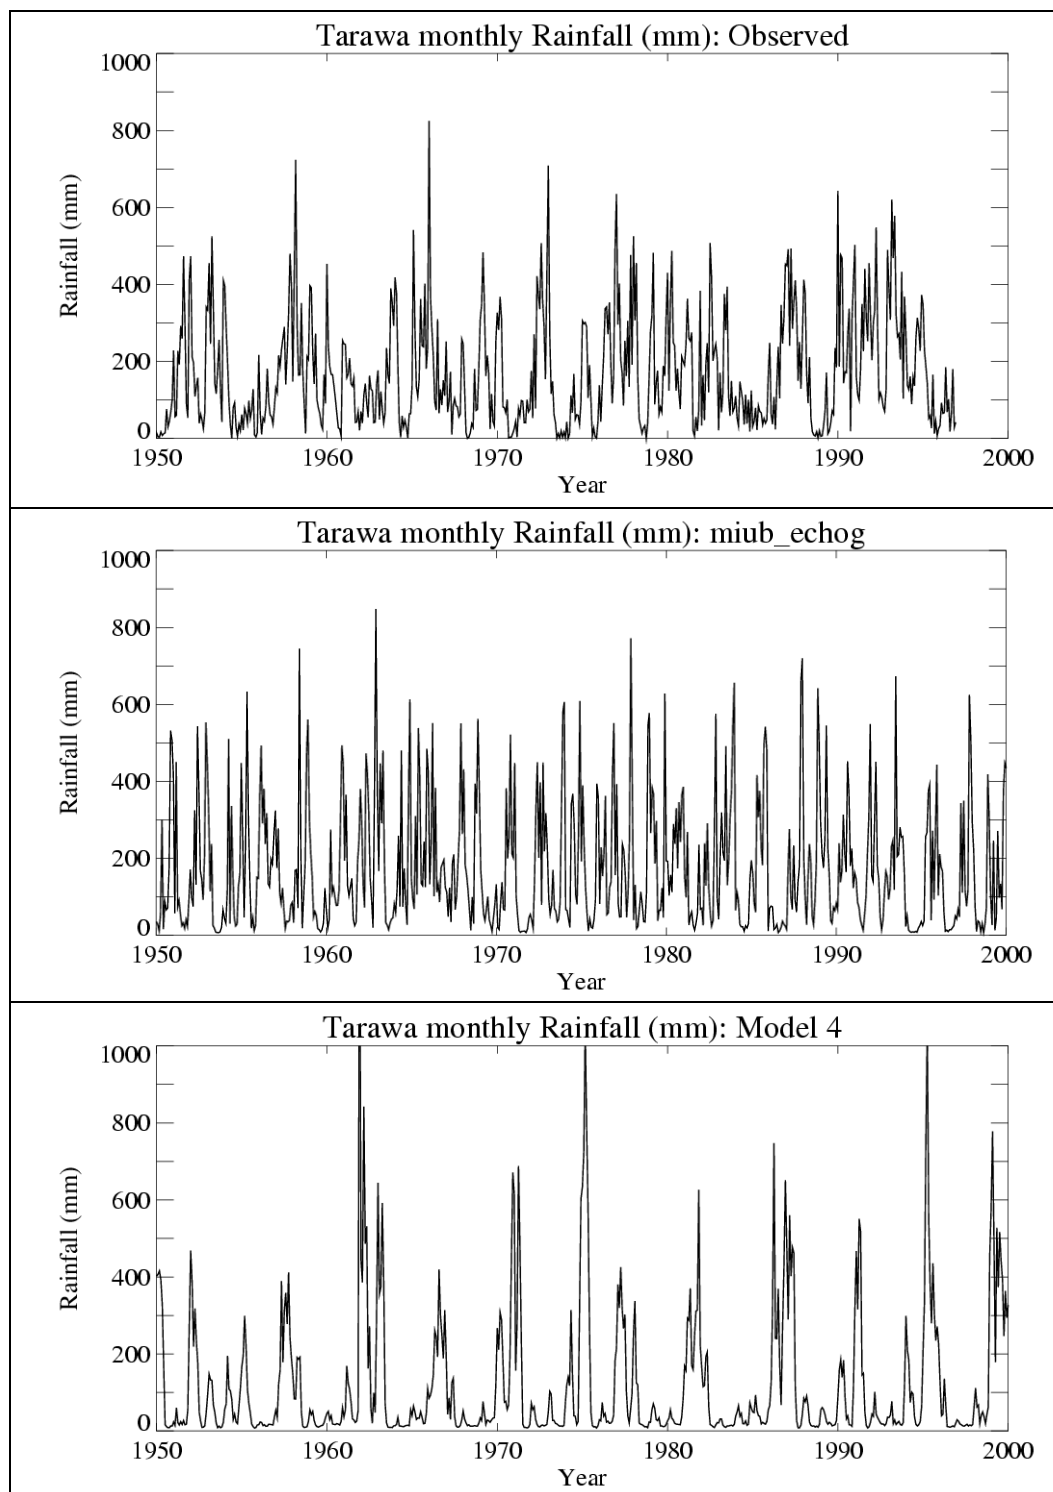 Tarawa monthly Rainfall (mm): Observed
1000
800
600
400
200
0
Rainfall (mm)
1950 1960 1970 1980 1990 2000
Year
Tarawa monthly Rainfall (mm): miub_echog
1000
800
600
400
200
0
Rainfall (mm)
1950 1960 1970 1980 1990 2000
Year
Tarawa monthly Rainfall (mm): Model 4
1000
800
600
400
200
0
Rainfall (mm)
1950 1960 1970 1980 1990 2000
Year